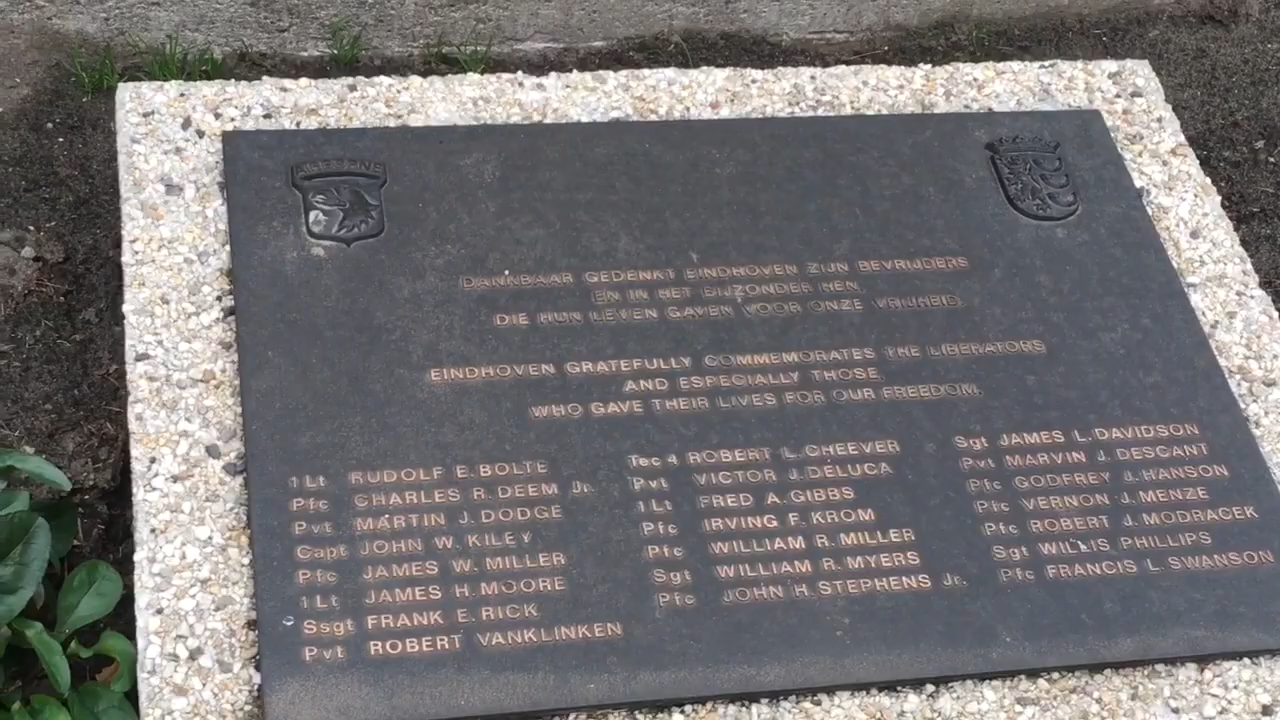 AIRBORNE
DANKBAAR GEDENKT EINDHOVEN ZIJN BEVRIJDERS
EN IN HET BIJZONDER HEN,
DIE HUN LEVEN GAVEN VOOR ONZE VRIJHEID.
EINDHOVEN GRATEFULLY COMMEMORATES THE LIBERATORS
AND ESPECIALLY THOSE,
WHO GAVE THEIR LIVES FOR OUR FREEDOM.
1 Lt RUDOLF E. BOLTE
Pfc CHARLES R. DEEM Jr.
Pvt MARTIN J. DODGE
Capt JOHN W. KILEY
Pfc JAMES W. MILLER
1 Lt JAMES H. MOORE
Ssgt FRANK E. RICK
Pvt ROBERT VANKLINKEN
Tec 4 ROBERT L. CHEEVER
Pvt VICTOR J. DELUCA
1 Lt FRED A. GIBBS
Pfc IRVING F. KROM
Pfc WILLIAM R. MILLER
Sgt WILLIAM R. MYERS
Pfc JOHN H. STEPHENS Jr.
Sgt JAMES L. DAVIDSON
Pvt MARVIN J. DESCANT
Pfc GODFREY J. HANSON
Pfc VERNON J. MENZE
Pfc ROBERT J. MODRACEK
Sgt WILLIS PHILLIPS
Pfc FRANCIS L. SWANSON